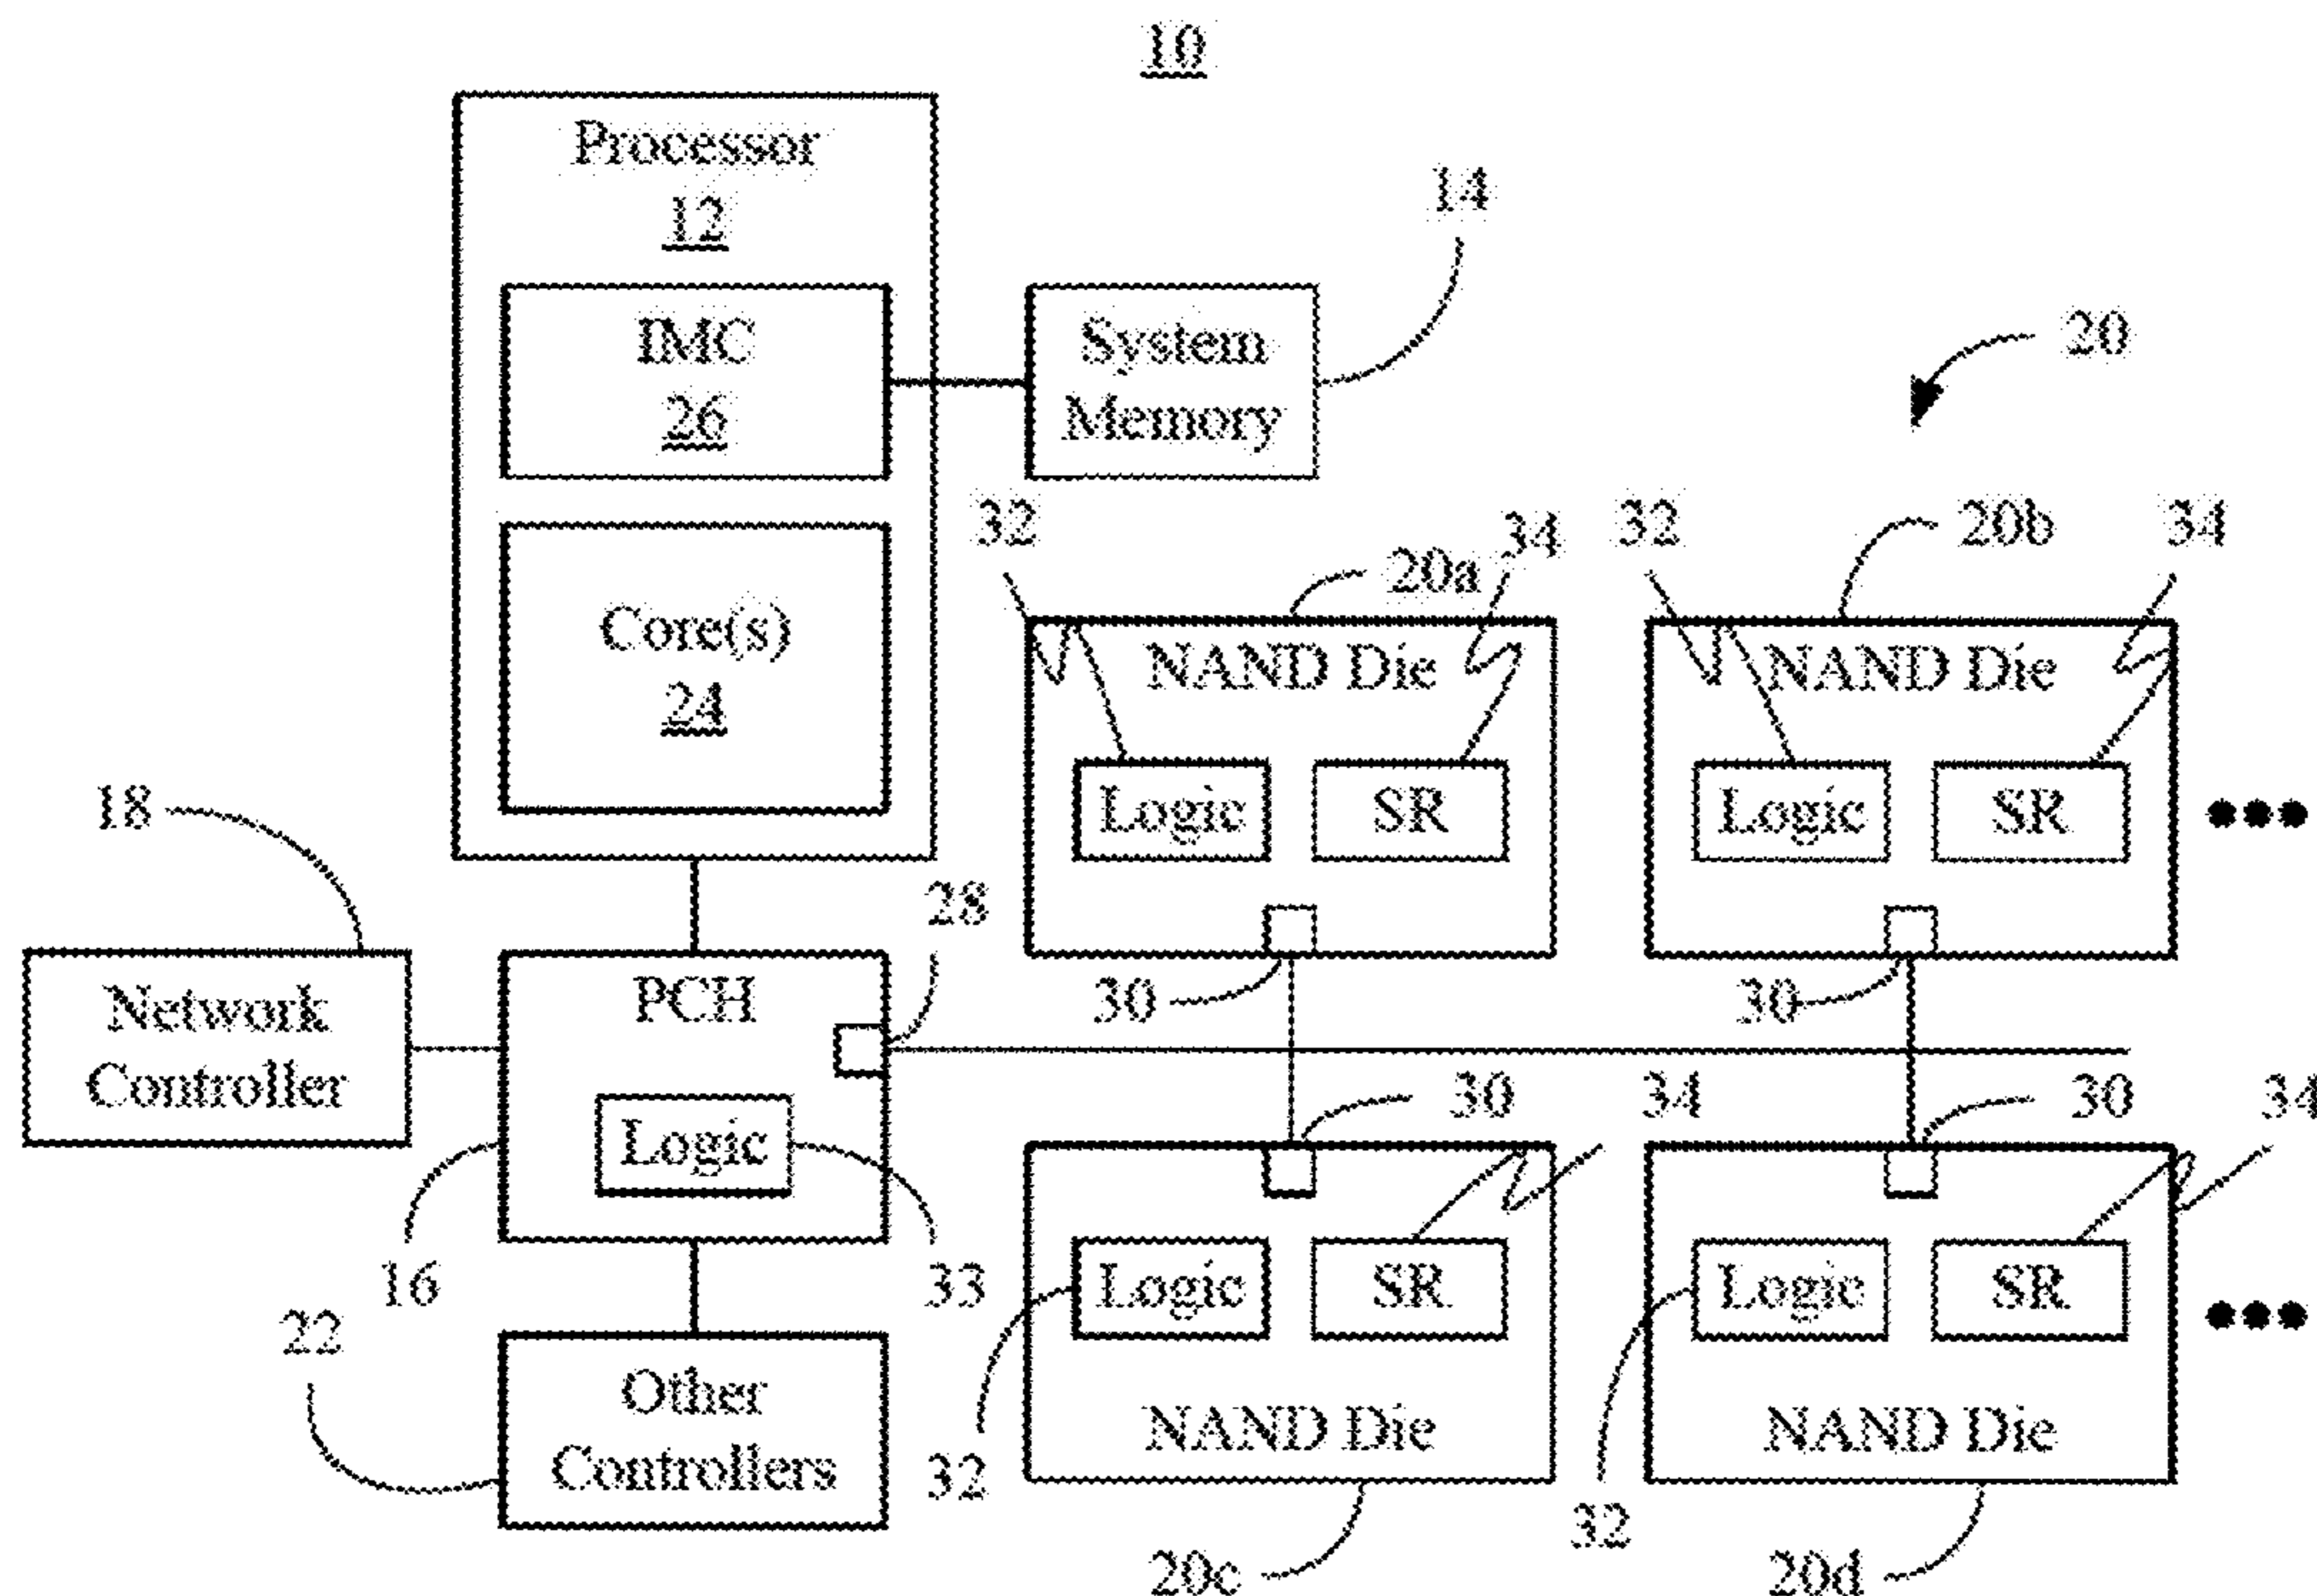 10
Processor
12
14
IMC
26
System
Memory
20
32
34
32
20b
34
20a
Core(s)
24
NAND Die
NAND Die
18
Logic
SR
Logic
SR
28
Network
Controller
PCH
30
30
Logic
30
34
30
34
16
33
Logic
SR
Logic
SR
22
Other
Controllers
NAND Die
NAND Die
32
32
20c
20d